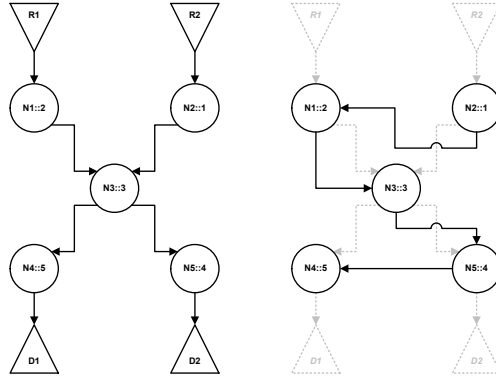 R1 R2 R1 R2
N1::2 N2::1 N1::2 N2::1
N3::3 N3::3
N4::5 N5::4 N4::5 N5::4
D1 D2 D1 D2